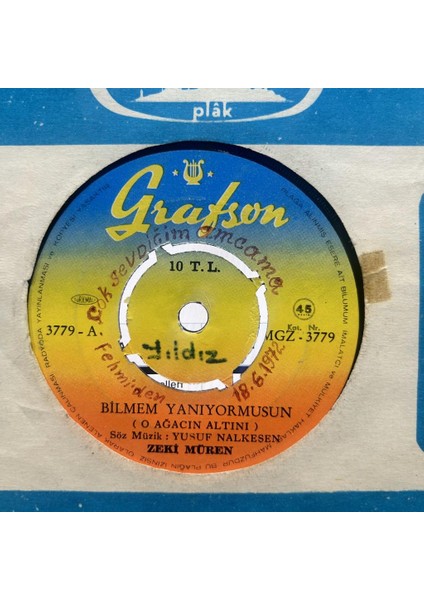 plâk
Grafson
10 T.L.
Çok sevdiğim amcama
45
3779-A.
Kat. Nr.
MGZ-3779
Yıldız
Fehmiden
18.6.1972
BİLMEM YANIYORMUSUN
( O AĞACIN ALTINI )
Söz Müzik : YUSUF NALKESEN
ZEKİ MÜREN